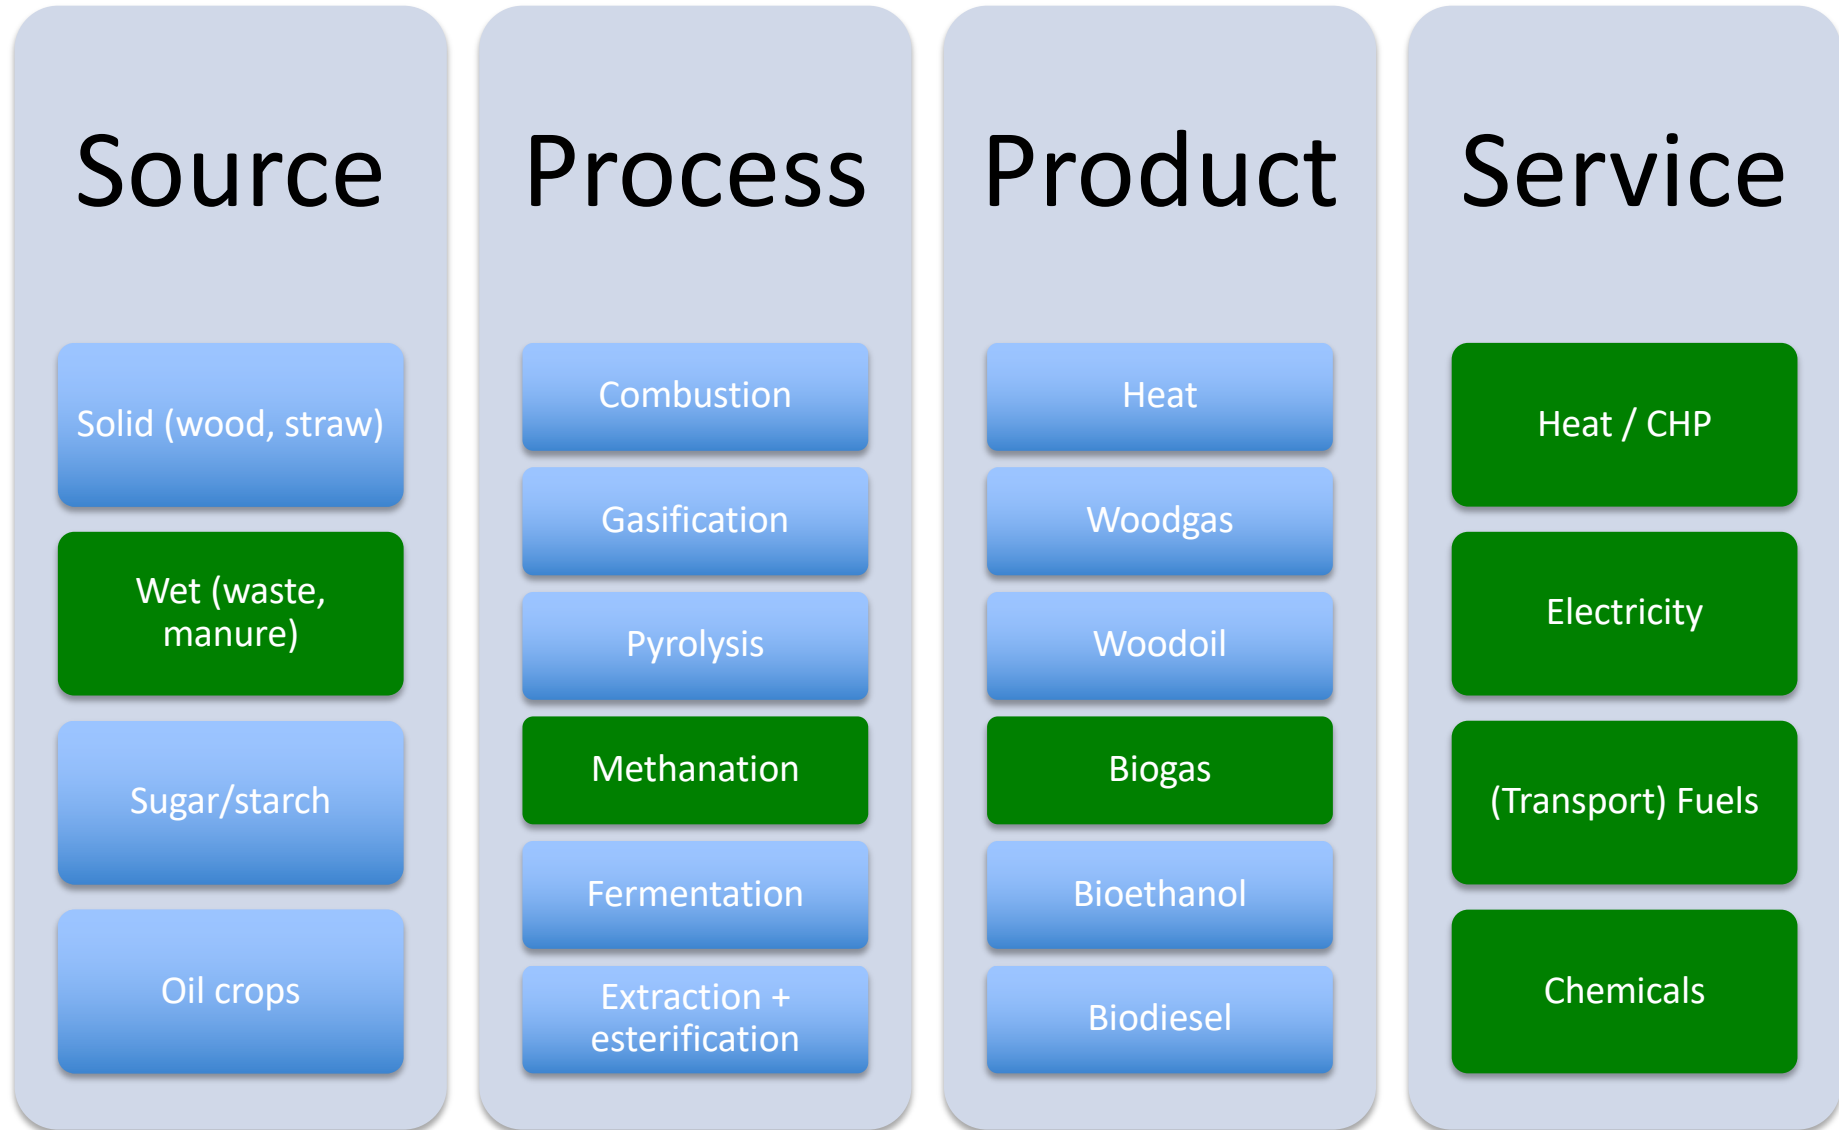 Source
Solid (wood, straw)
Wet (waste,
manure)
Sugar/starch
Oil crops
Process
Combustion
Gasification
Pyrolysis
Methanation
Fermentation
Extraction +
esterification
Product
Heat
Woodgas
Woodoil
Biogas
Bioethanol
Biodiesel
Service
Heat / CHP
Electricity
(Transport) Fuels
Chemicals